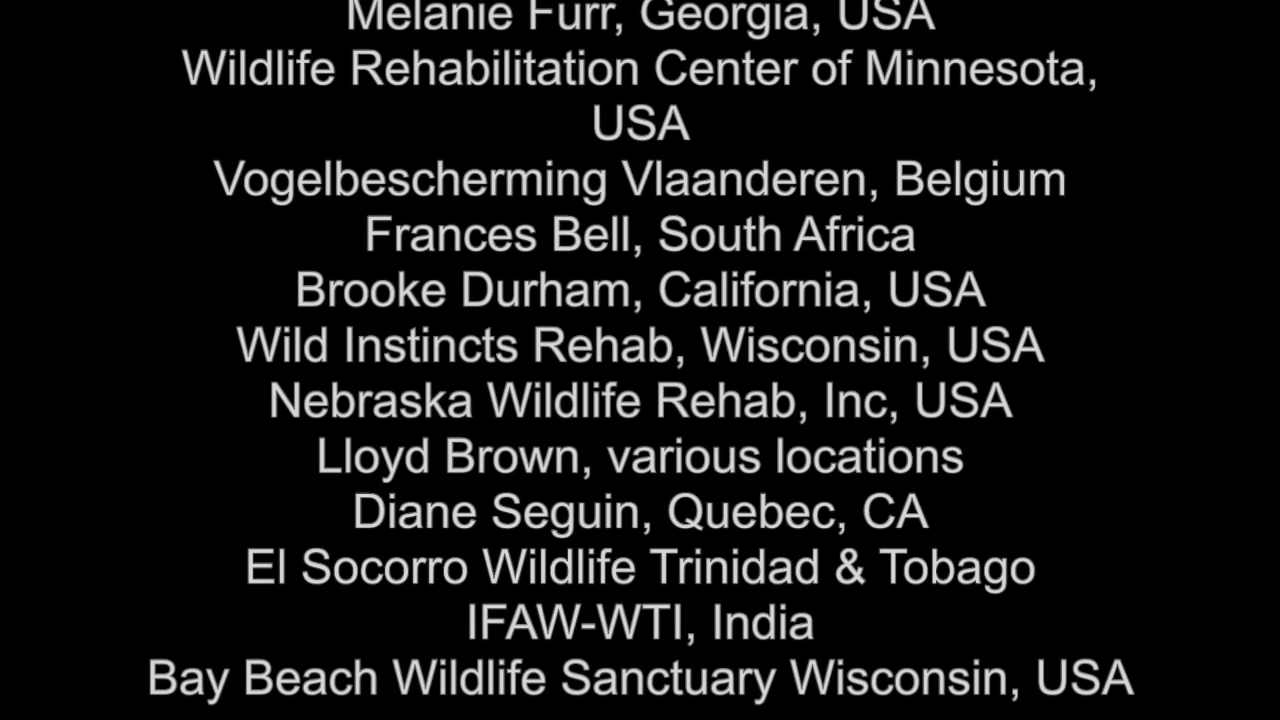 Melanie Furr, Georgia, USA
Wildlife Rehabilitation Center of Minnesota,
USA
Vogelbescherming Vlaanderen, Belgium
Frances Bell, South Africa
Brooke Durham, California, USA
Wild Instincts Rehab, Wisconsin, USA
Nebraska Wildlife Rehab, Inc, USA
Lloyd Brown, various locations
Diane Seguin, Quebec, CA
El Socorro Wildlife Trinidad & Tobago
IFAW-WTI, India
Bay Beach Wildlife Sanctuary Wisconsin, USA